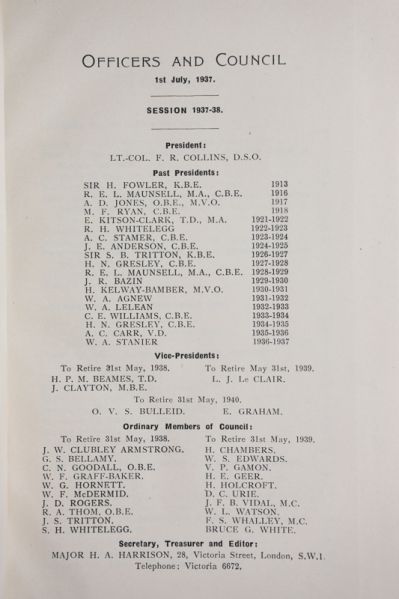 OFFICERS AND COUNCIL
1st July, 1937.
SESSION 1937-38.
President:
LT.-COL. F. R. COLLINS, D.S.O.
Past Presidents:
SIR H. FOWLER, K.B.E. 1913
R. E. L. MAUNSELL, M.A., C.B.E. 1916
A. D. JONES, O.B.E., M.V.O. 1917
M. F. RYAN, C.B.E. 1918
E. KITSON-CLARK, T.D., M.A. 1921-1922
R. H. WHITELEGG 1922-1923
A. C. STAMER, C.B.E. 1923-1924
J. E. ANDERSON, C.B.E. 1924-1925
SIR S. B. TRITTON, K.B.E. 1926-1927
H. N. GRESLEY, C.B.E. 1927-1928
R. E. L. MAUNSELL, M.A., C.B.E. 1928-1929
J. R. BAZIN 1929-1930
H. KELWAY-BAMBER, M.V.O. 1930-1931
W. A. AGNEW 1931-1932
W. A. LELEAN 1932-1933
C. E. WILLIAMS, C.B.E. 1933-1934
H. N. GRESLEY, C.B.E. 1934-1935
A. C. CARR, V.D. 1935-1936
W. A. STANIER 1936-1937
Vice-Presidents:
To Retire 31st May, 1938. To Retire May 31st, 1939.
H. P. M. BEAMES, T.D. L. J. Le CLAIR.
J. CLAYTON, M.B.E.
To Retire 31st May, 1940.
O. V. S. BULLEID. E. GRAHAM.
Ordinary Members of Council:
To Retire 31st May, 1938. To Retire 31st May, 1939.
J. W. CLUBLEY ARMSTRONG. H. CHAMBERS.
G. S. BELLAMY. W. S. EDWARDS.
C. N. GOODALL, O.B.E. V. P. GAMON.
W. F. GRAFF-BAKER. H. E. GEER.
W. G. HORNETT. H. HOLCROFT.
W. F. McDERMID. D. C. URIE.
J. D. ROGERS. J. F. B. VIDAL, M.C.
R. A. THOM, O.B.E. W. L. WATSON.
J. S. TRITTON. F. S. WHALLEY, M.C.
S. H. WHITELEGG. BRUCE G. WHITE.
Secretary, Treasurer and Editor:
MAJOR H. A. HARRISON, 28, Victoria Street, London, S.W.1.
Telephone: Victoria 6672.